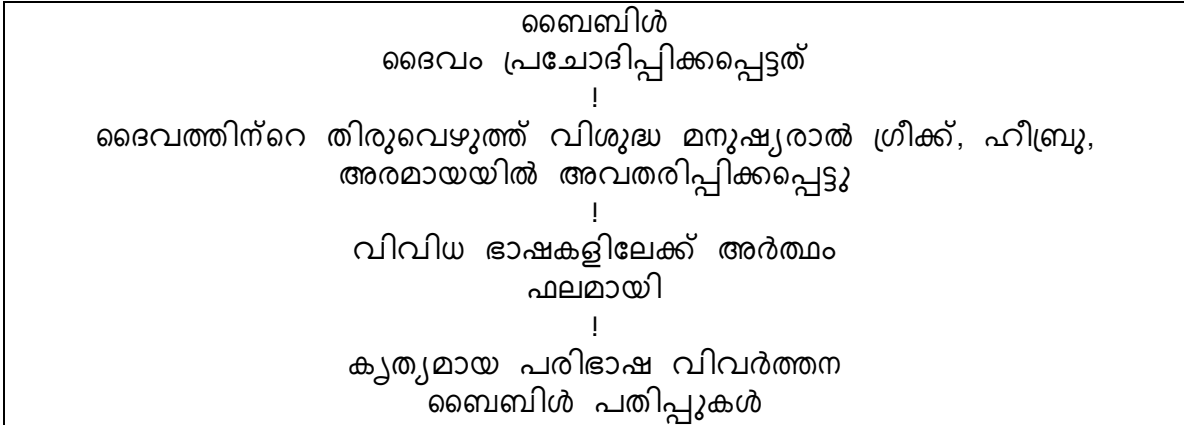 ബൈബിൾ
ദൈവം പ്രചോദിപ്പിക്കപ്പെട്ടത്
!
ദൈവത്തിന്റെ തിരുവെഴുത്ത് വിശുദ്ധ മനുഷ്യരാൽ ഗ്രീക്ക്, ഹീബ്രു,
അരമായയിൽ അവതരിപ്പിക്കപ്പെട്ടു
!
വിവിധ ഭാഷകളിലേക്ക് അർത്ഥം
ഫലമായി
!
കൃത്യമായ പരിഭാഷ വിവർത്തന
ബൈബിൾ പതിപ്പുകൾ